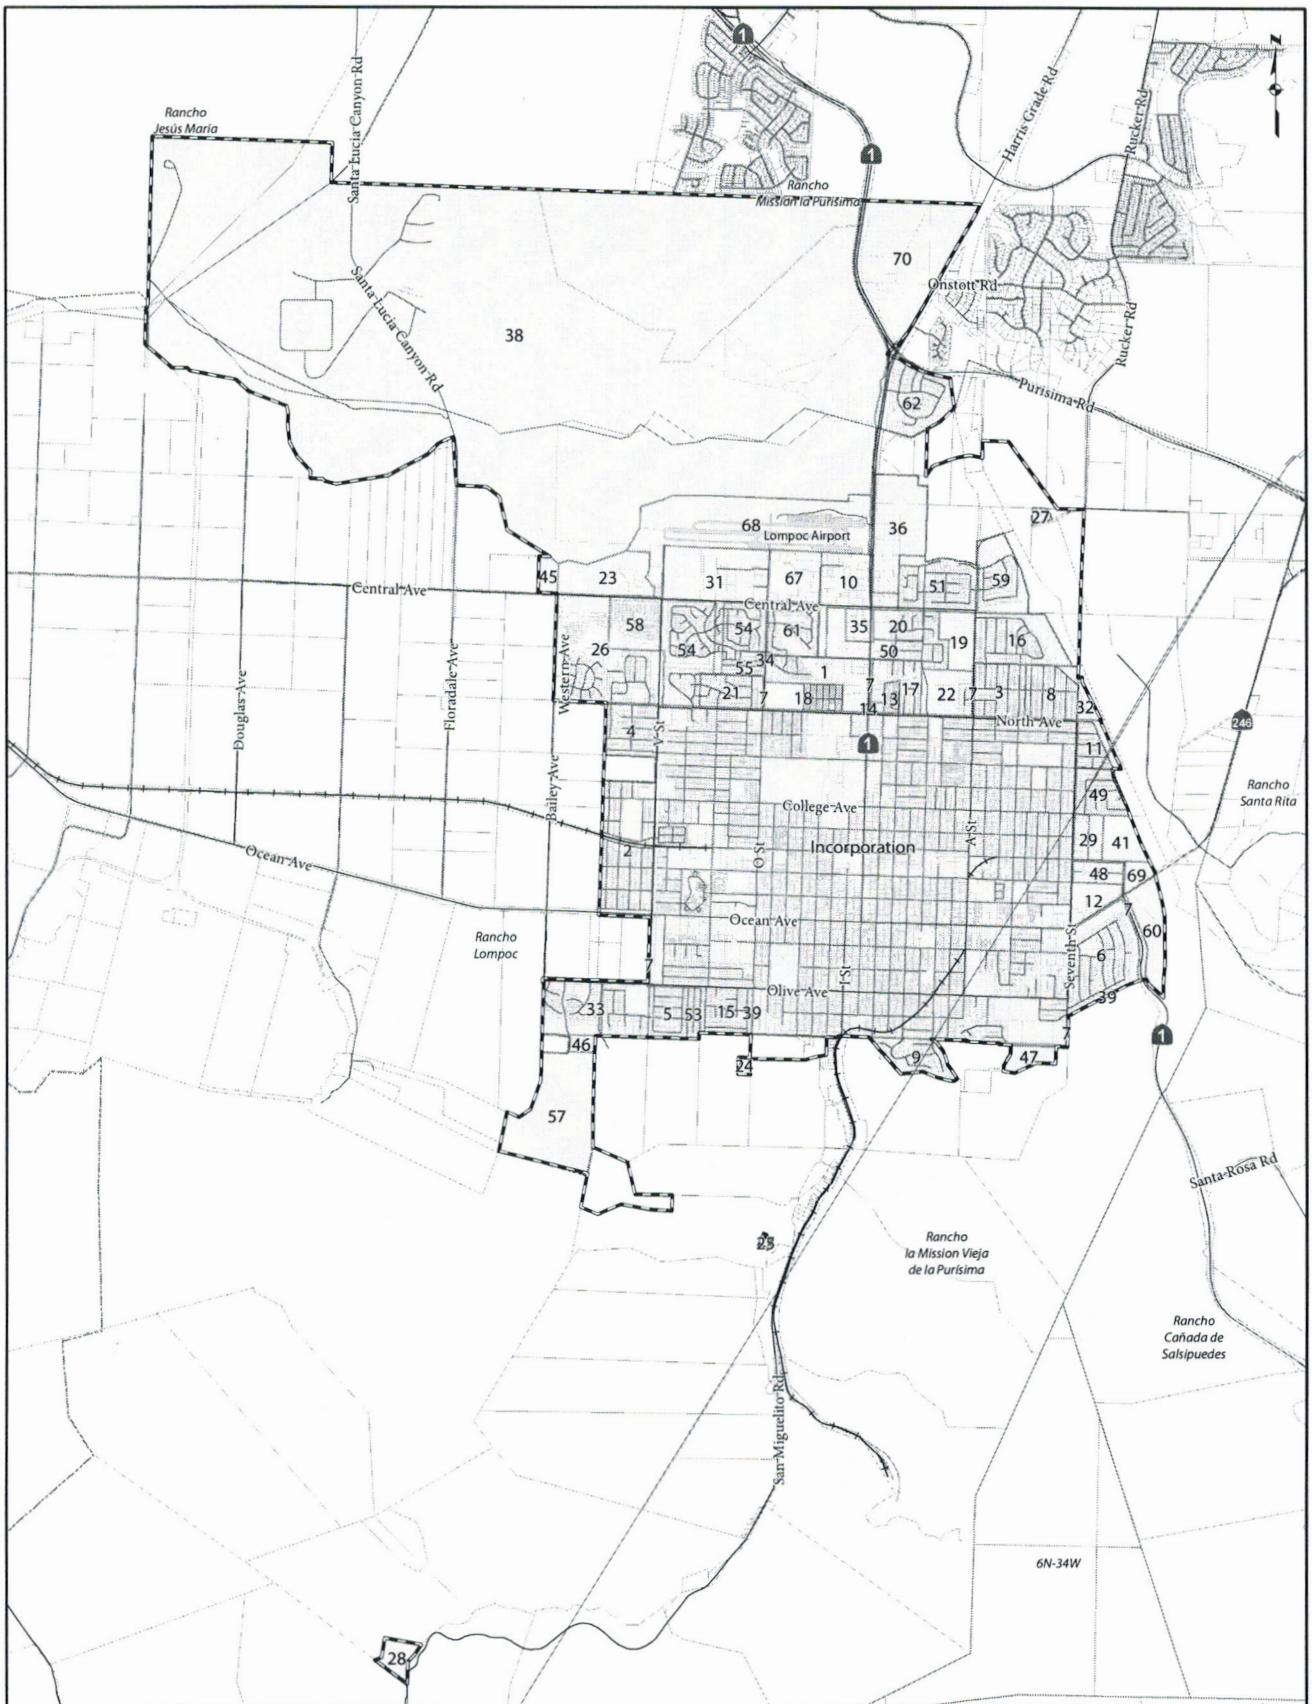 1
Santa Lucia Canyon Rd
Harris Grade Rd
Rucker Rd
Z
Rancho
Jesús María
1
Rancho
Mission la Purísima
70
Onstott Rd
Santa Lucia Canyon Rd
38
Rucker Rd
62
Purisima Rd
68
Lompoc Airport
36
27
45
23
31
67
10
51
59
Central Ave
Central Ave
58
54
61
35
20
19
16
26
54
34
50
55
1
Western Ave
21
7
18
7
14
13
17
22
7
3
8
32
North Ave
Douglas Ave
Floradale Ave
4
V St
1
11
246
Bailey Ave
College Ave
49
Rancho
Santa Rita
Ocean Ave
2
O St
Incorporation
A St
29
41
48
69
12
7
Ocean Ave
60
Rancho
Lompoc
7
I St
Seventh St
6
Olive Ave
39
33
5
53
15
39
7
1
46
24
9
47
57
Santa Rosa Rd
25
Rancho
la Mission Vieja
de la Purísima
Rancho
Cañada de
Salsipuedes
San Miguelito Rd
6N-34W
28